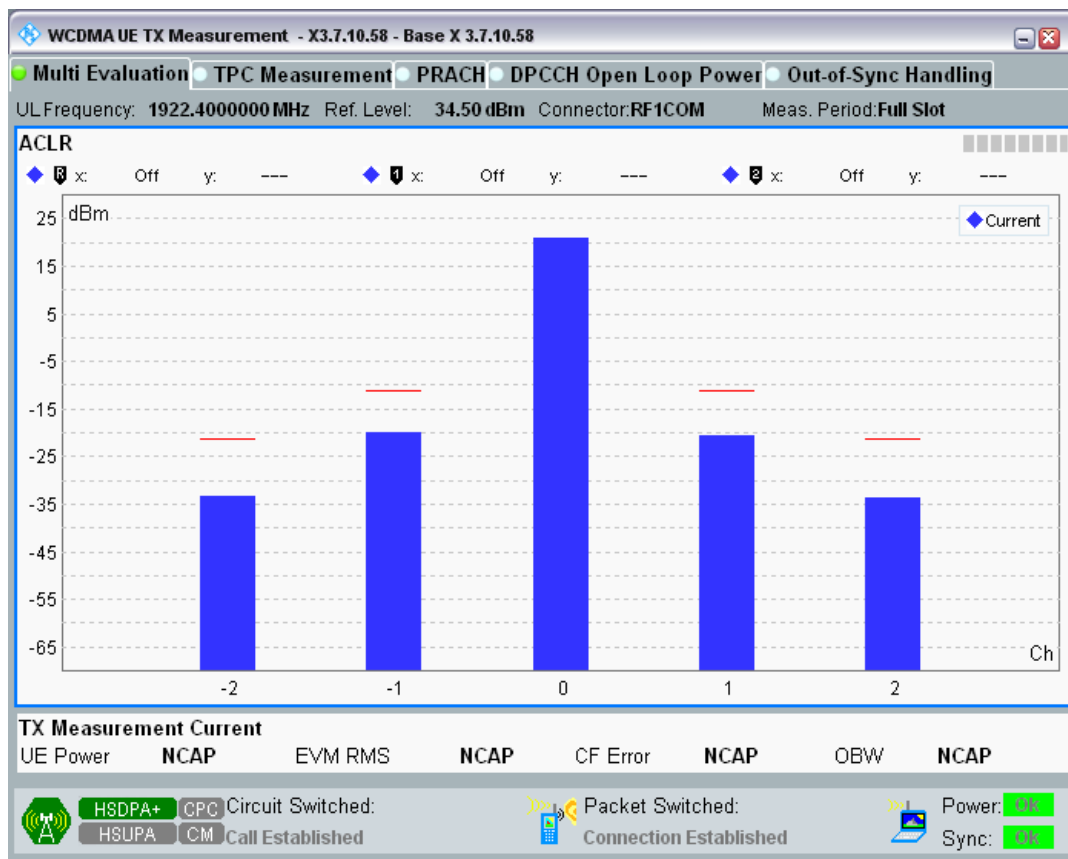 WCDMA UE TX Measurement - X3.7.10.58 - Base X 3.7.10.58
Multi Evaluation TPC Measurement PRACH DPCCH Open Loop Power Out-of-Sync Handling
UL Frequency: 1922.4000000 MHz Ref. Level: 34.50 dBm Connector:RF1COM Meas. Period:Full Slot
ACLR
R x: Off y: --- 1 x: Off y: --- 2 x: Off y: ---
dBm
Current
25
15
5
-5
-15
-25
-35
-45
-55
-65
Ch
-2 -1 0 1 2
TX Measurement Current
UE Power NCAP EVM RMS NCAP CF Error NCAP OBW NCAP
HSDPA+ CPC Circuit Switched: Packet Switched: Power: OK
HSUPA CM Call Established Connection Established Sync: OK